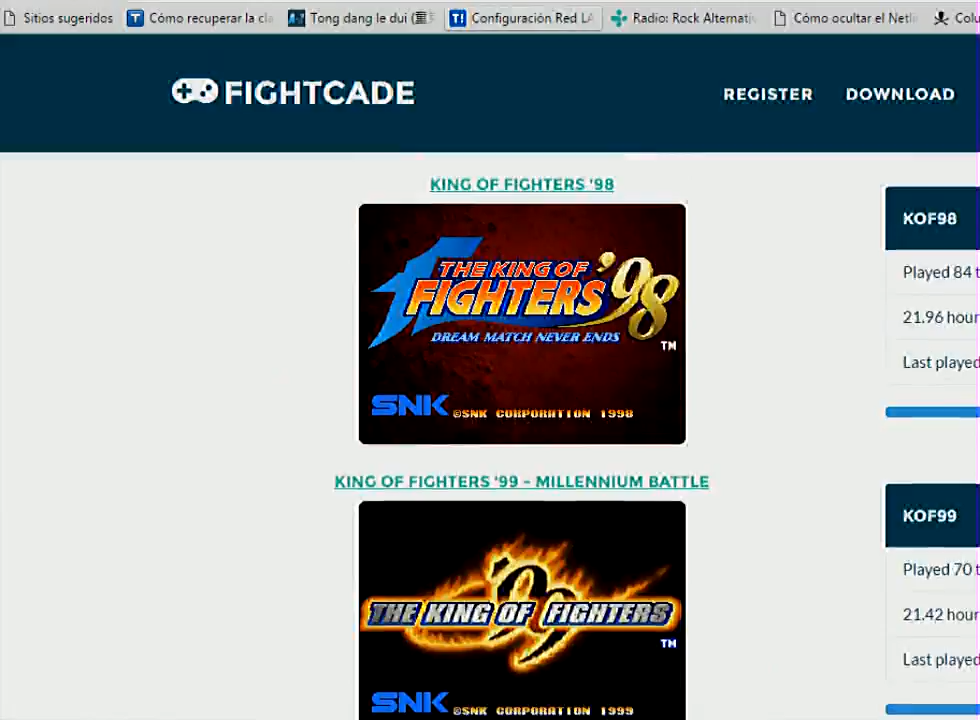 Sitios sugeridos Cómo recuperar la cla Tong dang le dui (重 Configuración Red LA Radio: Rock Alternati Cómo ocultar el Netl Colu
FIGHTCADE
REGISTER DOWNLOAD
KING OF FIGHTERS '98
THE KING OF
FIGHTERS '98
DREAM MATCH NEVER ENDS
TM
SNK ©SNK CORPORATION 1998
KOF98
Played 84 t
21.96 hour
Last played
KING OF FIGHTERS '99 - MILLENNIUM BATTLE
'99
THE KING OF FIGHTERS
TM
SNK ©SNK CORPORATION 1999
KOF99
Played 70 t
21.42 hour
Last played